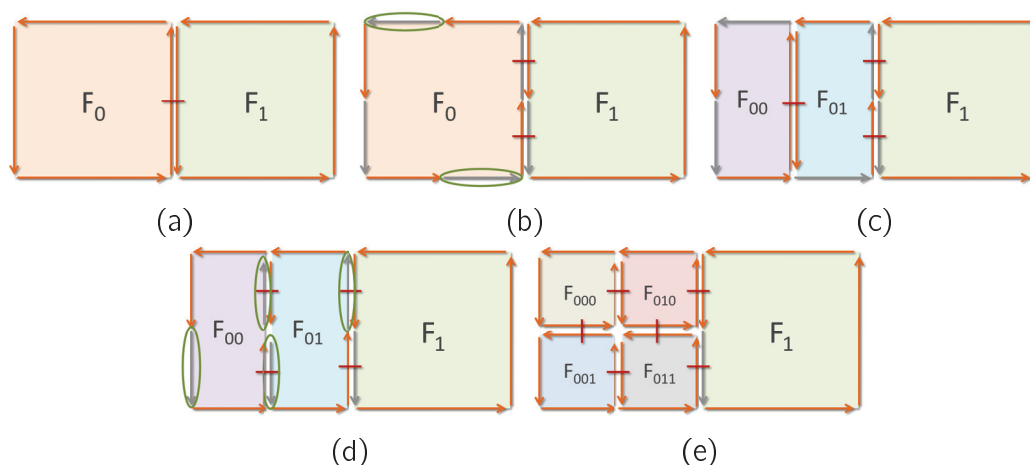 F₀ F₁ F₀ F₁ F₀₀ F₀₁ F₁
(a) (b) (c)
F₀₀ F₀₁ F₁ F₀₀₀ F₀₁₀ F₁
F₀₀₁ F₀₁₁
(d) (e)